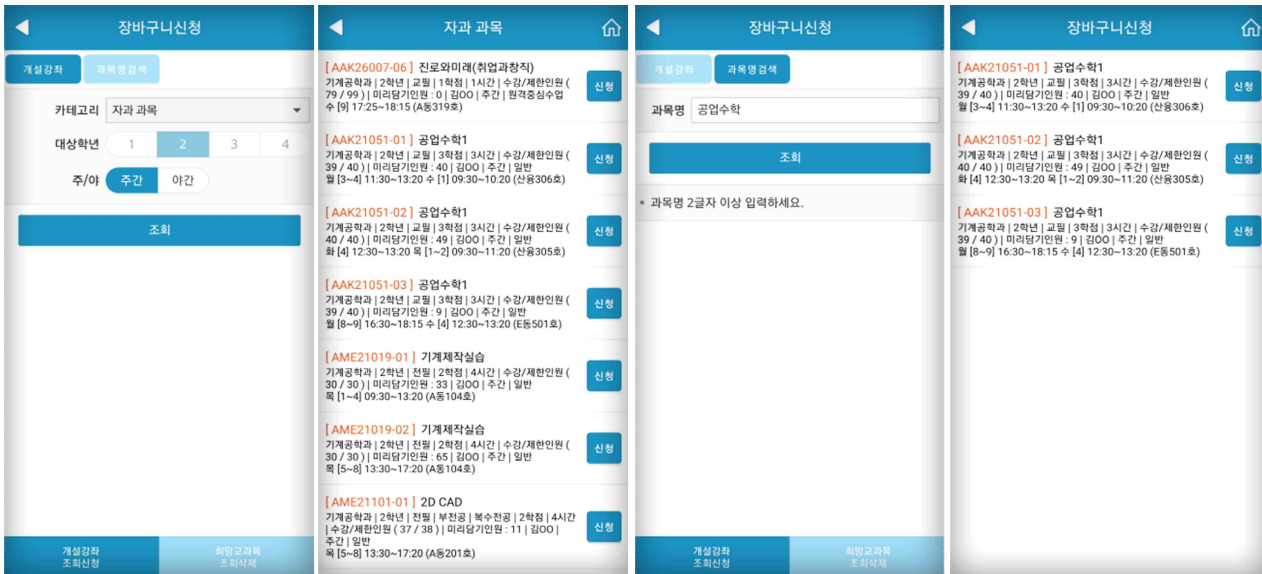 장바구니신청
개설강좌 과목명검색
카테고리 자과 과목
대상학년 1 2 3 4
주/야 주간 야간
조회
개설강좌
조회신청
희망교과목
조회삭제
자과 과목
[ AAK26007-06 ] 진로와미래(취업과창직)
기계공학과 | 2학년 | 교필 | 1학점 | 1시간 | 수강/제한인원 (
79 / 99 ) | 미리담기인원 : 0 | 김OO | 주간 | 원격중심수업
수 [9] 17:25~18:15 (A동319호)
신청
[ AAK21051-01 ] 공업수학1
기계공학과 | 2학년 | 교필 | 3학점 | 3시간 | 수강/제한인원 (
39 / 40 ) | 미리담기인원 : 40 | 김OO | 주간 | 일반
월 [3~4] 11:30~13:20 수 [1] 09:30~10:20 (산융306호)
신청
[ AAK21051-02 ] 공업수학1
기계공학과 | 2학년 | 교필 | 3학점 | 3시간 | 수강/제한인원 (
40 / 40 ) | 미리담기인원 : 49 | 김OO | 주간 | 일반
화 [4] 12:30~13:20 목 [1~2] 09:30~11:20 (산융305호)
신청
[ AAK21051-03 ] 공업수학1
기계공학과 | 2학년 | 교필 | 3학점 | 3시간 | 수강/제한인원 (
39 / 40 ) | 미리담기인원 : 9 | 김OO | 주간 | 일반
월 [8~9] 16:30~18:15 수 [4] 12:30~13:20 (E동501호)
신청
[ AME21019-01 ] 기계제작실습
기계공학과 | 2학년 | 전필 | 2학점 | 4시간 | 수강/제한인원 (
30 / 30 ) | 미리담기인원 : 33 | 김OO | 주간 | 일반
목 [1~4] 09:30~13:20 (A동104호)
신청
[ AME21019-02 ] 기계제작실습
기계공학과 | 2학년 | 전필 | 2학점 | 4시간 | 수강/제한인원 (
30 / 30 ) | 미리담기인원 : 65 | 김OO | 주간 | 일반
목 [5~8] 13:30~17:20 (A동104호)
신청
[ AME21101-01 ] 2D CAD
기계공학과 | 2학년 | 전필 | 부전공 | 복수전공 | 2학점 | 4시간
| 수강/제한인원 ( 37 / 38 ) | 미리담기인원 : 11 | 김OO |
주간 | 일반
목 [5~8] 13:30~17:20 (A동201호)
신청
장바구니신청
개설강좌 과목명검색
과목명 공업수학
조회
• 과목명 2글자 이상 입력하세요.
개설강좌
조회신청
희망교과목
조회삭제
장바구니신청
[ AAK21051-01 ] 공업수학1
기계공학과 | 2학년 | 교필 | 3학점 | 3시간 | 수강/제한인원 (
39 / 40 ) | 미리담기인원 : 40 | 김OO | 주간 | 일반
월 [3~4] 11:30~13:20 수 [1] 09:30~10:20 (산융306호)
신청
[ AAK21051-02 ] 공업수학1
기계공학과 | 2학년 | 교필 | 3학점 | 3시간 | 수강/제한인원 (
40 / 40 ) | 미리담기인원 : 49 | 김OO | 주간 | 일반
화 [4] 12:30~13:20 목 [1~2] 09:30~11:20 (산융305호)
신청
[ AAK21051-03 ] 공업수학1
기계공학과 | 2학년 | 교필 | 3학점 | 3시간 | 수강/제한인원 (
39 / 40 ) | 미리담기인원 : 9 | 김OO | 주간 | 일반
월 [8~9] 16:30~18:15 수 [4] 12:30~13:20 (E동501호)
신청